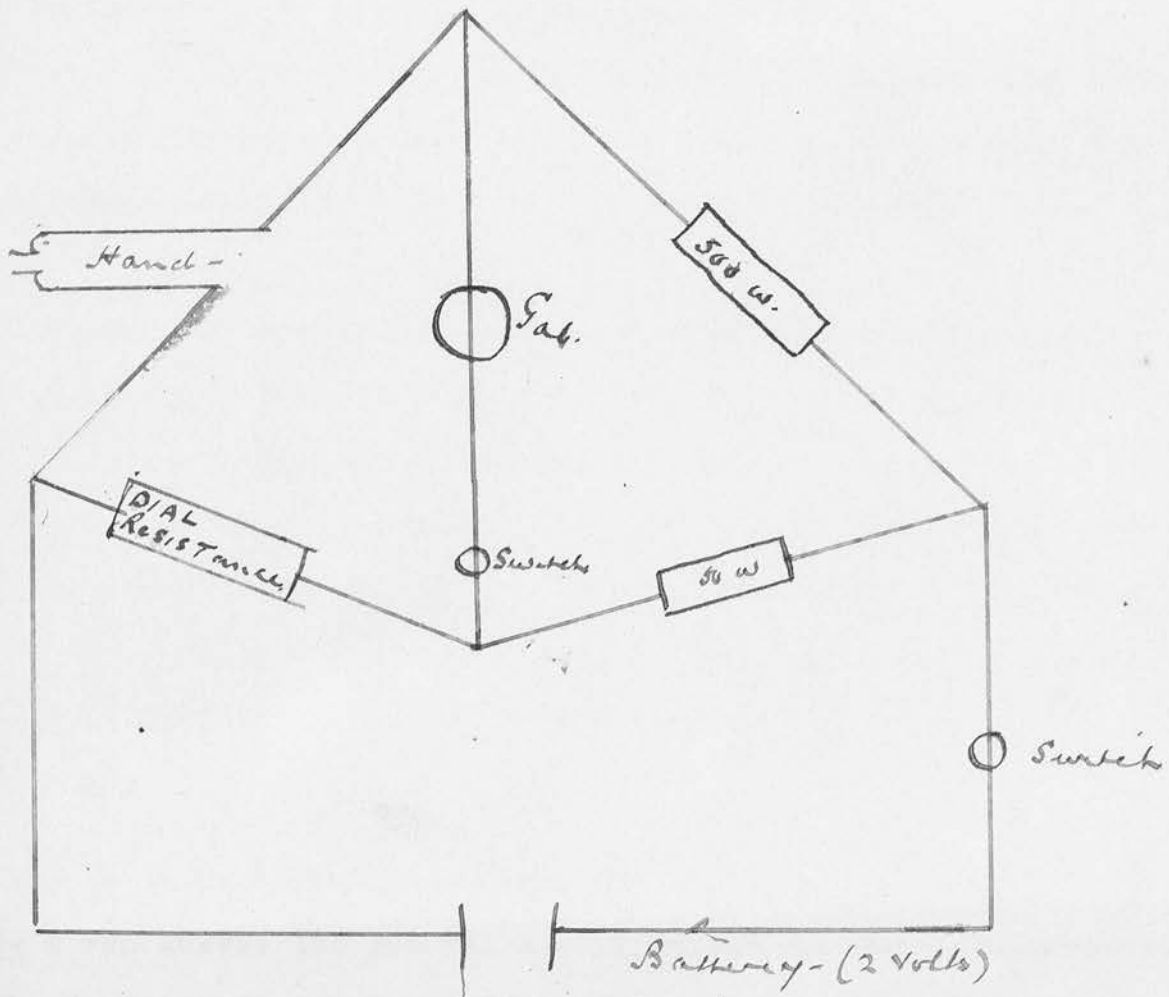 Hand -
500 w.
Gal.
DIAL
Resistance
Switch
50 w
Switch
Battery - (2 Volts)